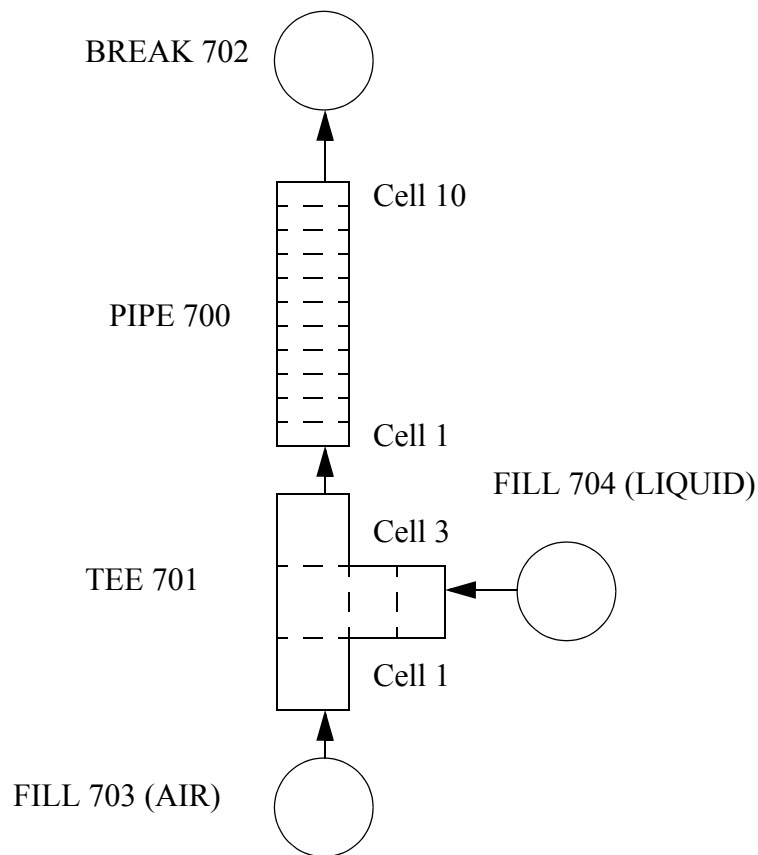 BREAK 702
Cell 10
PIPE 700
Cell 1
FILL 704 (LIQUID)
Cell 3
TEE 701
Cell 1
FILL 703 (AIR)